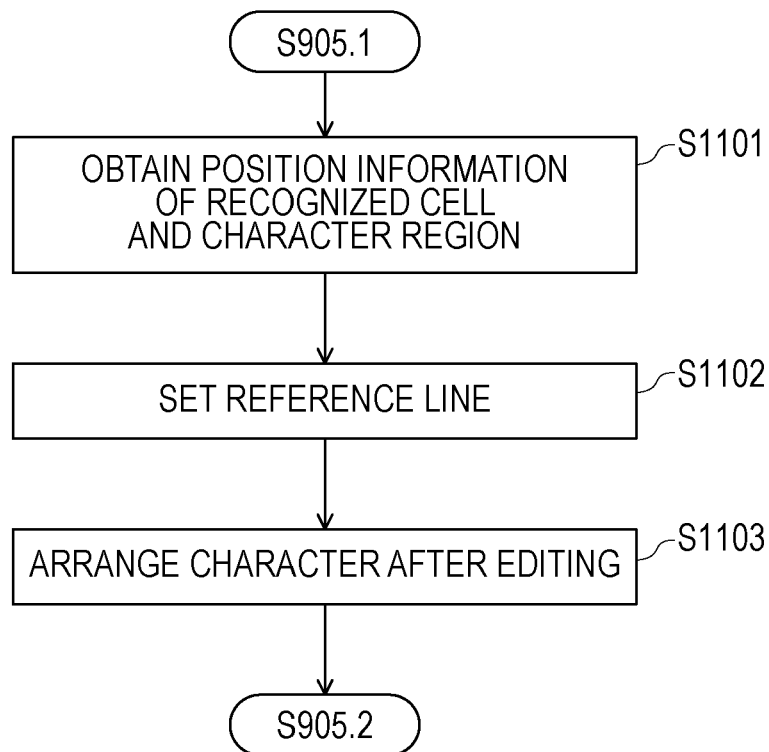 S905.1
S1101
OBTAIN POSITION INFORMATION
OF RECOGNIZED CELL
AND CHARACTER REGION
S1102
SET REFERENCE LINE
S1103
ARRANGE CHARACTER AFTER EDITING
S905.2